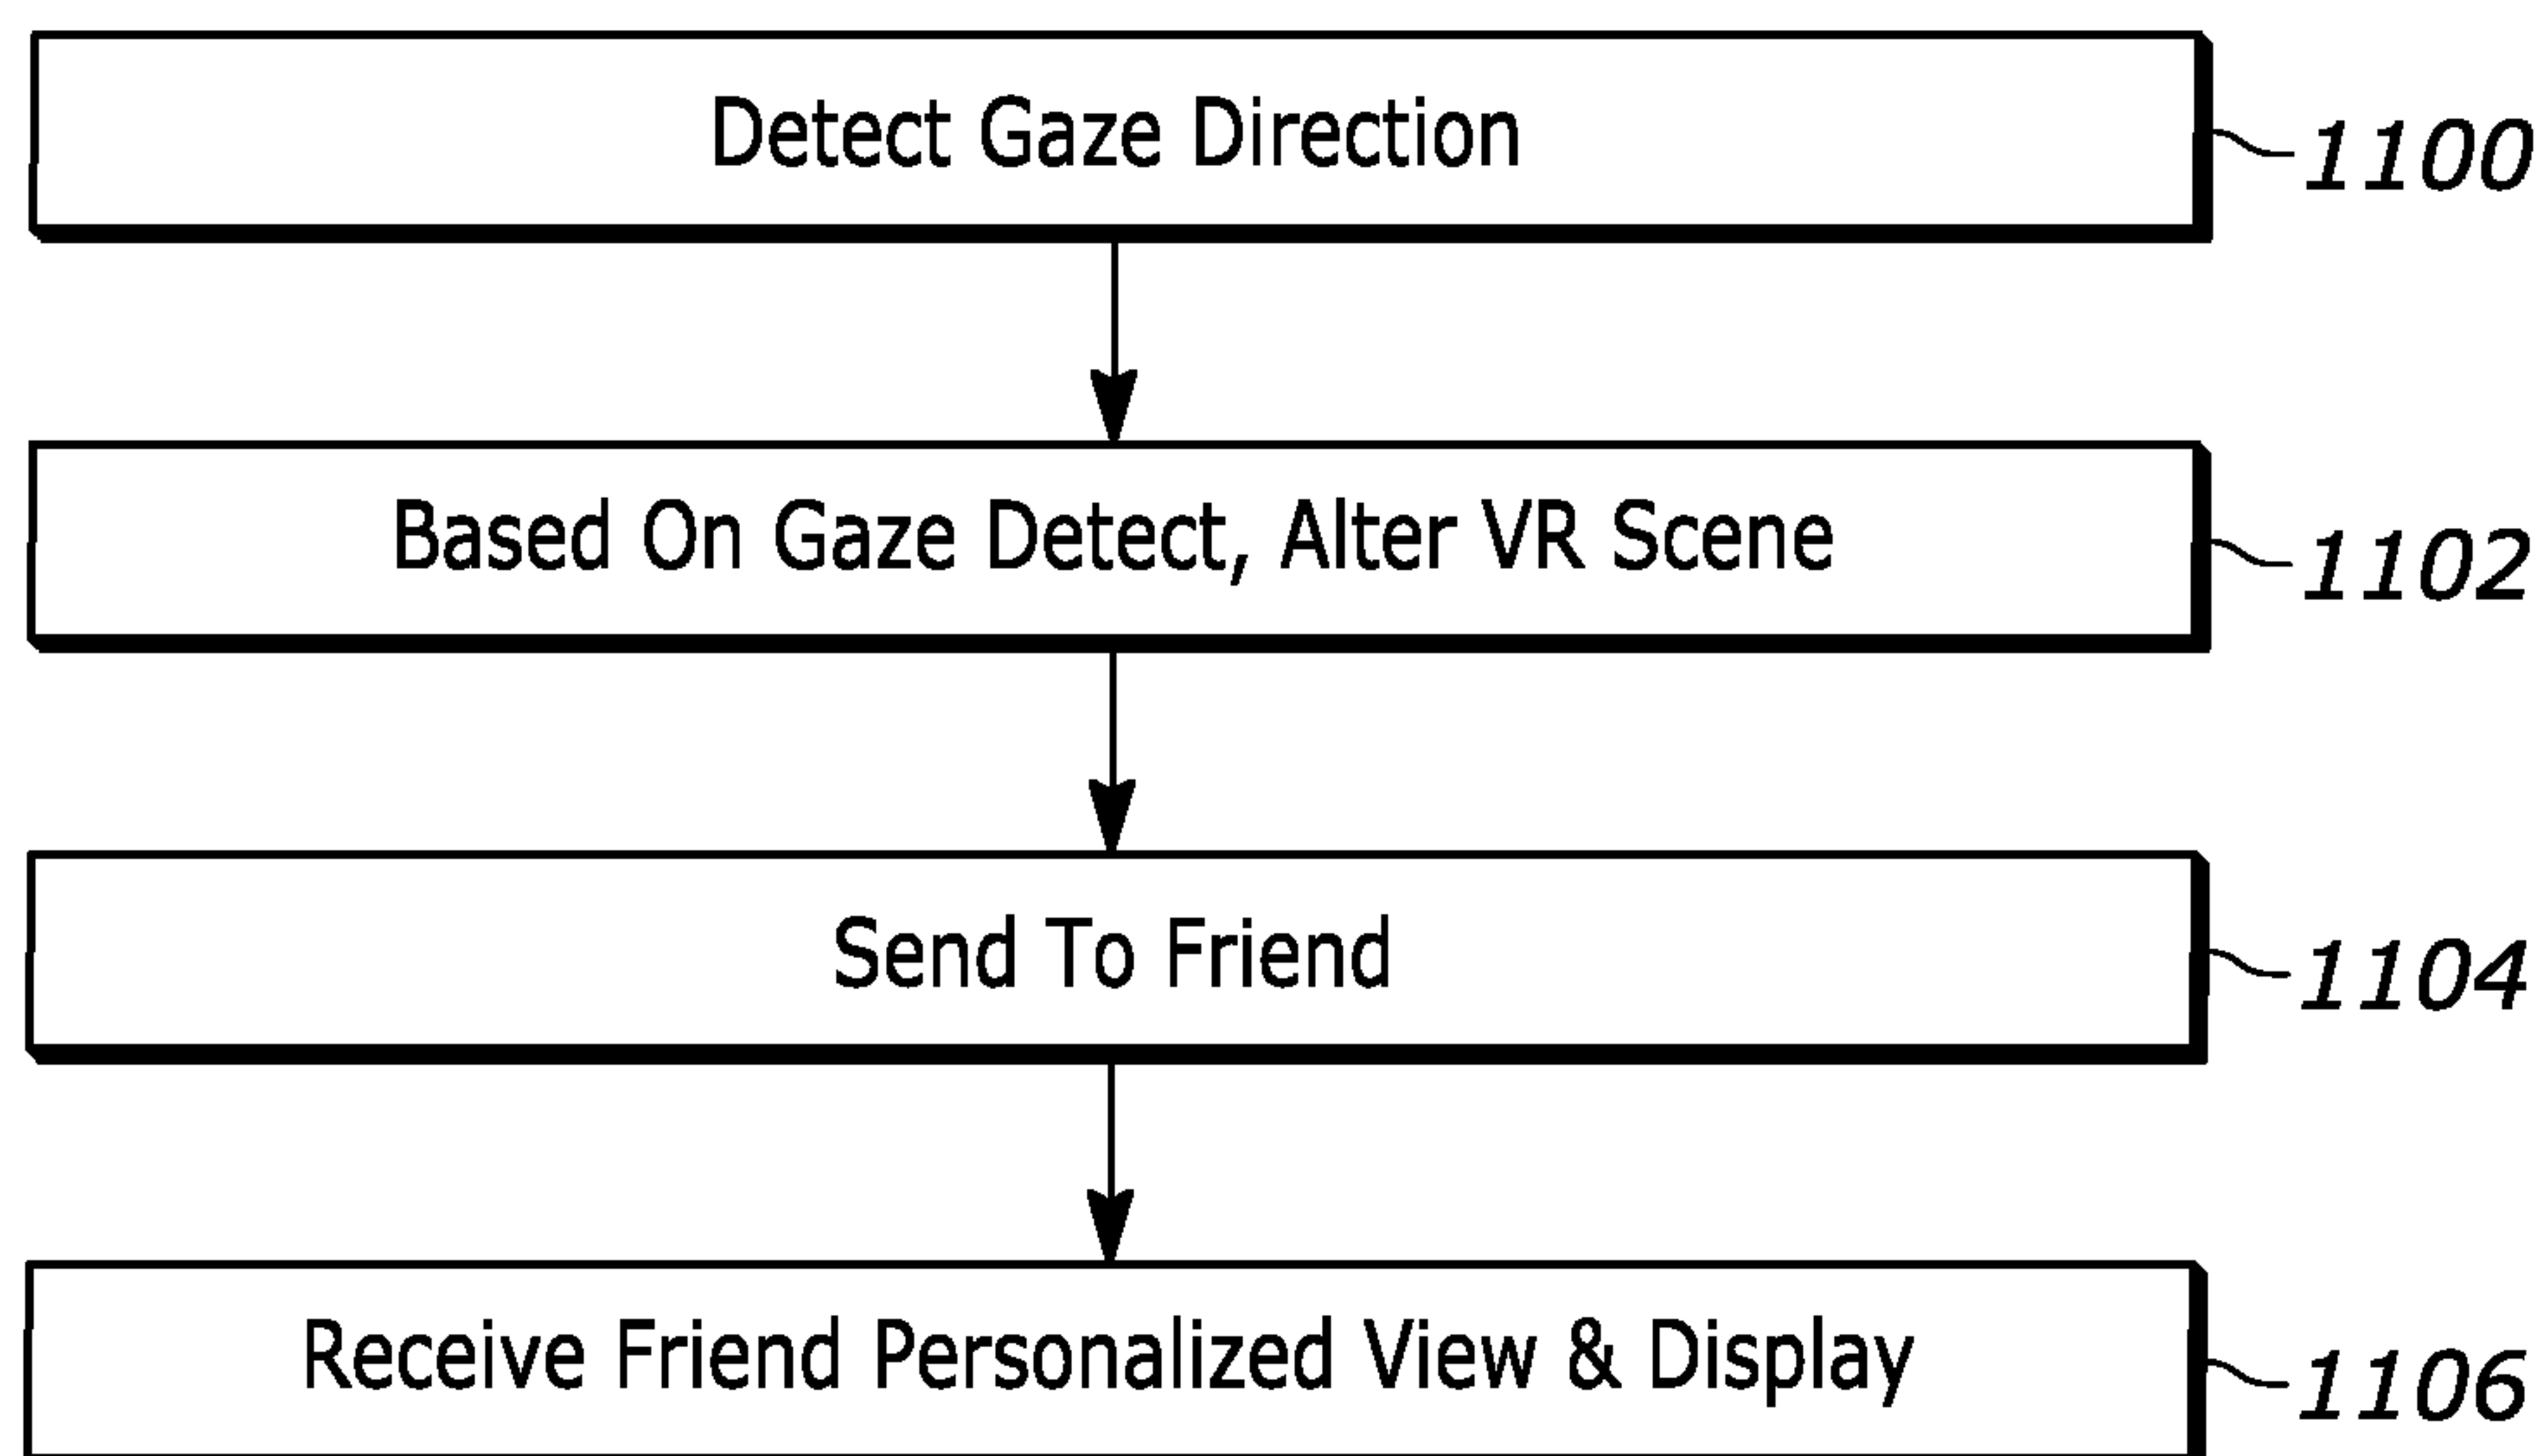 Detect Gaze Direction
1100
Based On Gaze Detect, Alter VR Scene
1102
Send To Friend
1104
Receive Friend Personalized View & Display
1106